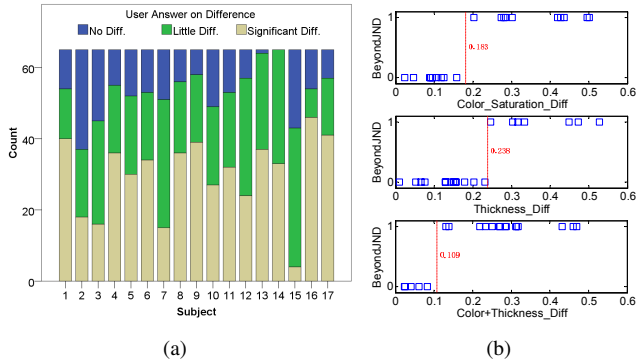 User Answer on Difference
No Diff. Little Diff. Significant Diff.
Count
60
40
20
0
1 2 3 4 5 6 7 8 9 10 11 12 13 14 15 16 17
Subject
(a)
BeyondJND
1
0
0.183
0 0.1 0.2 0.3 0.4 0.5 0.6
Color_Saturation_Diff
BeyondJND
1
0
0.238
0 0.1 0.2 0.3 0.4 0.5 0.6
Thickness_Diff
BeyondJND
1
0
0.109
0 0.1 0.2 0.3 0.4 0.5 0.6
Color+Thickness_Diff
(b)